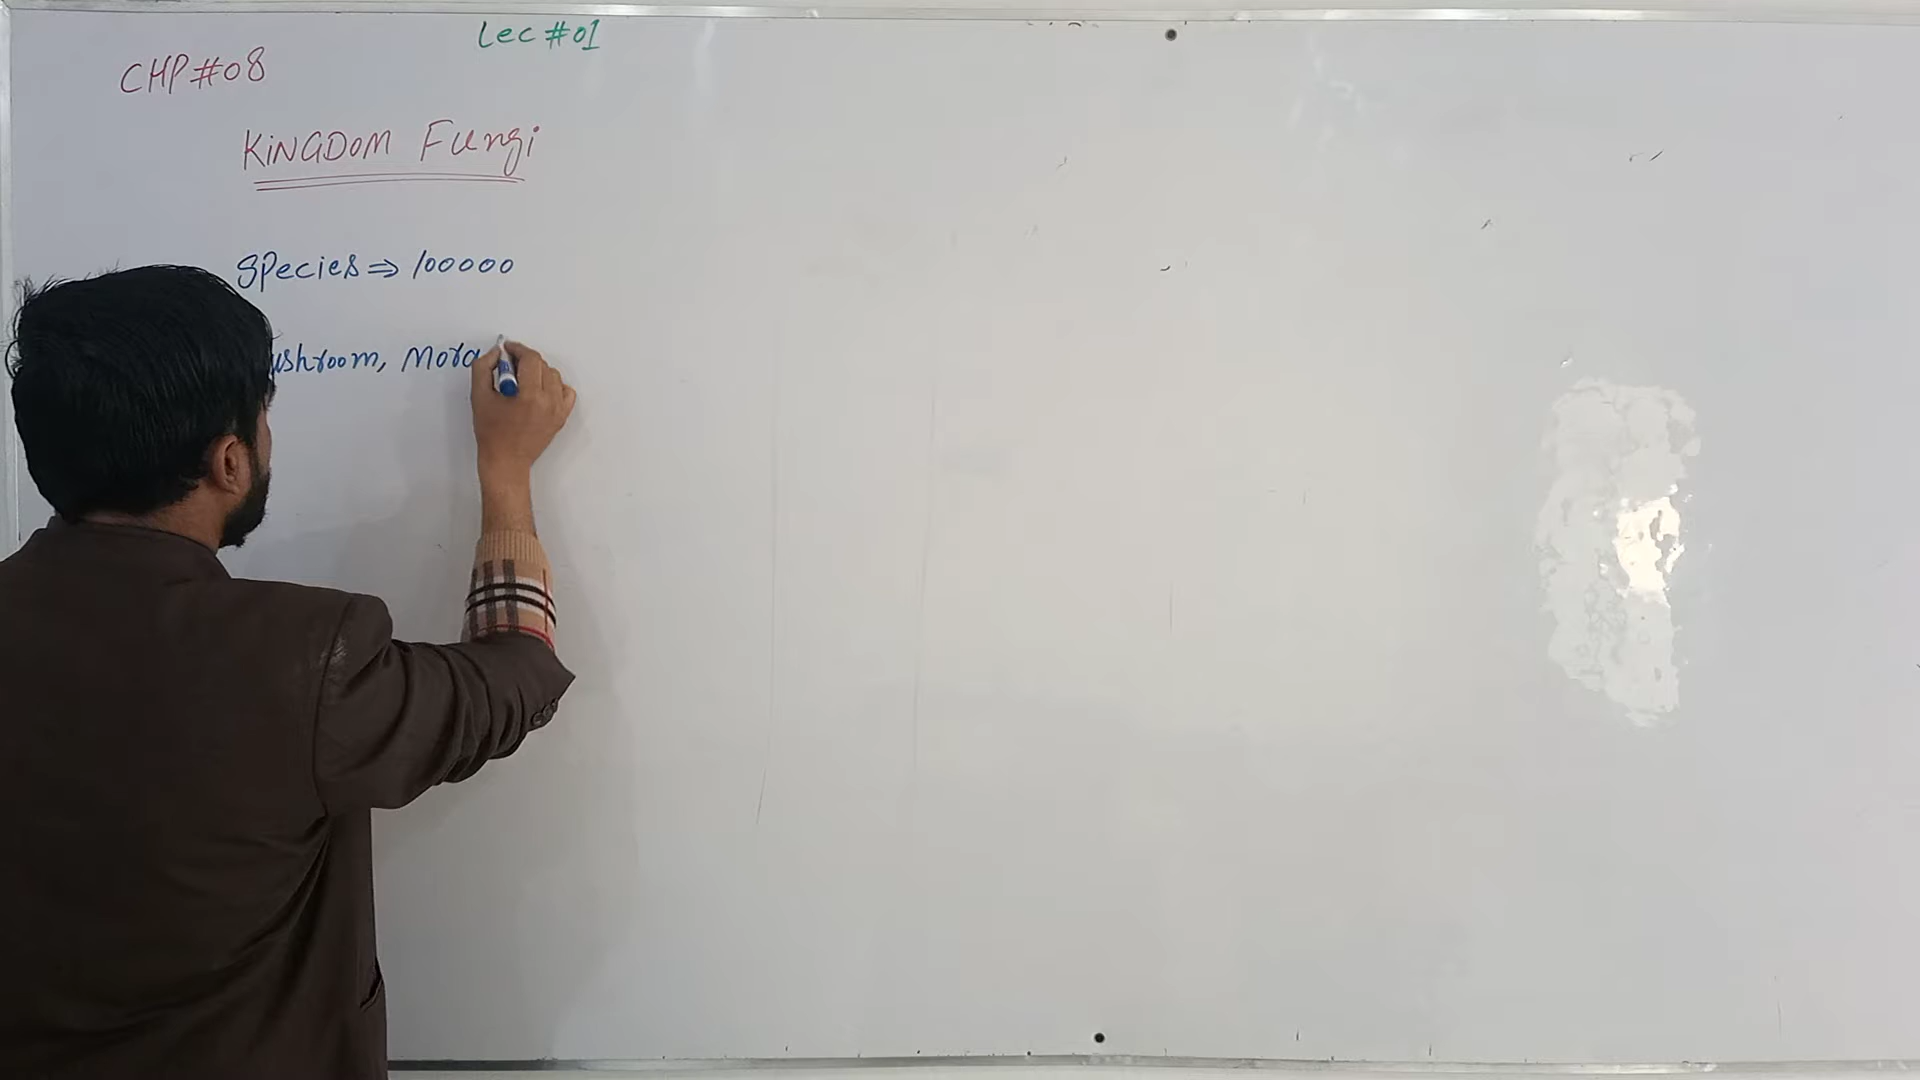 Lec #01
CHP #08
KiNGDOM Fungi
Species ⇒ 100000
ushroom, Mora